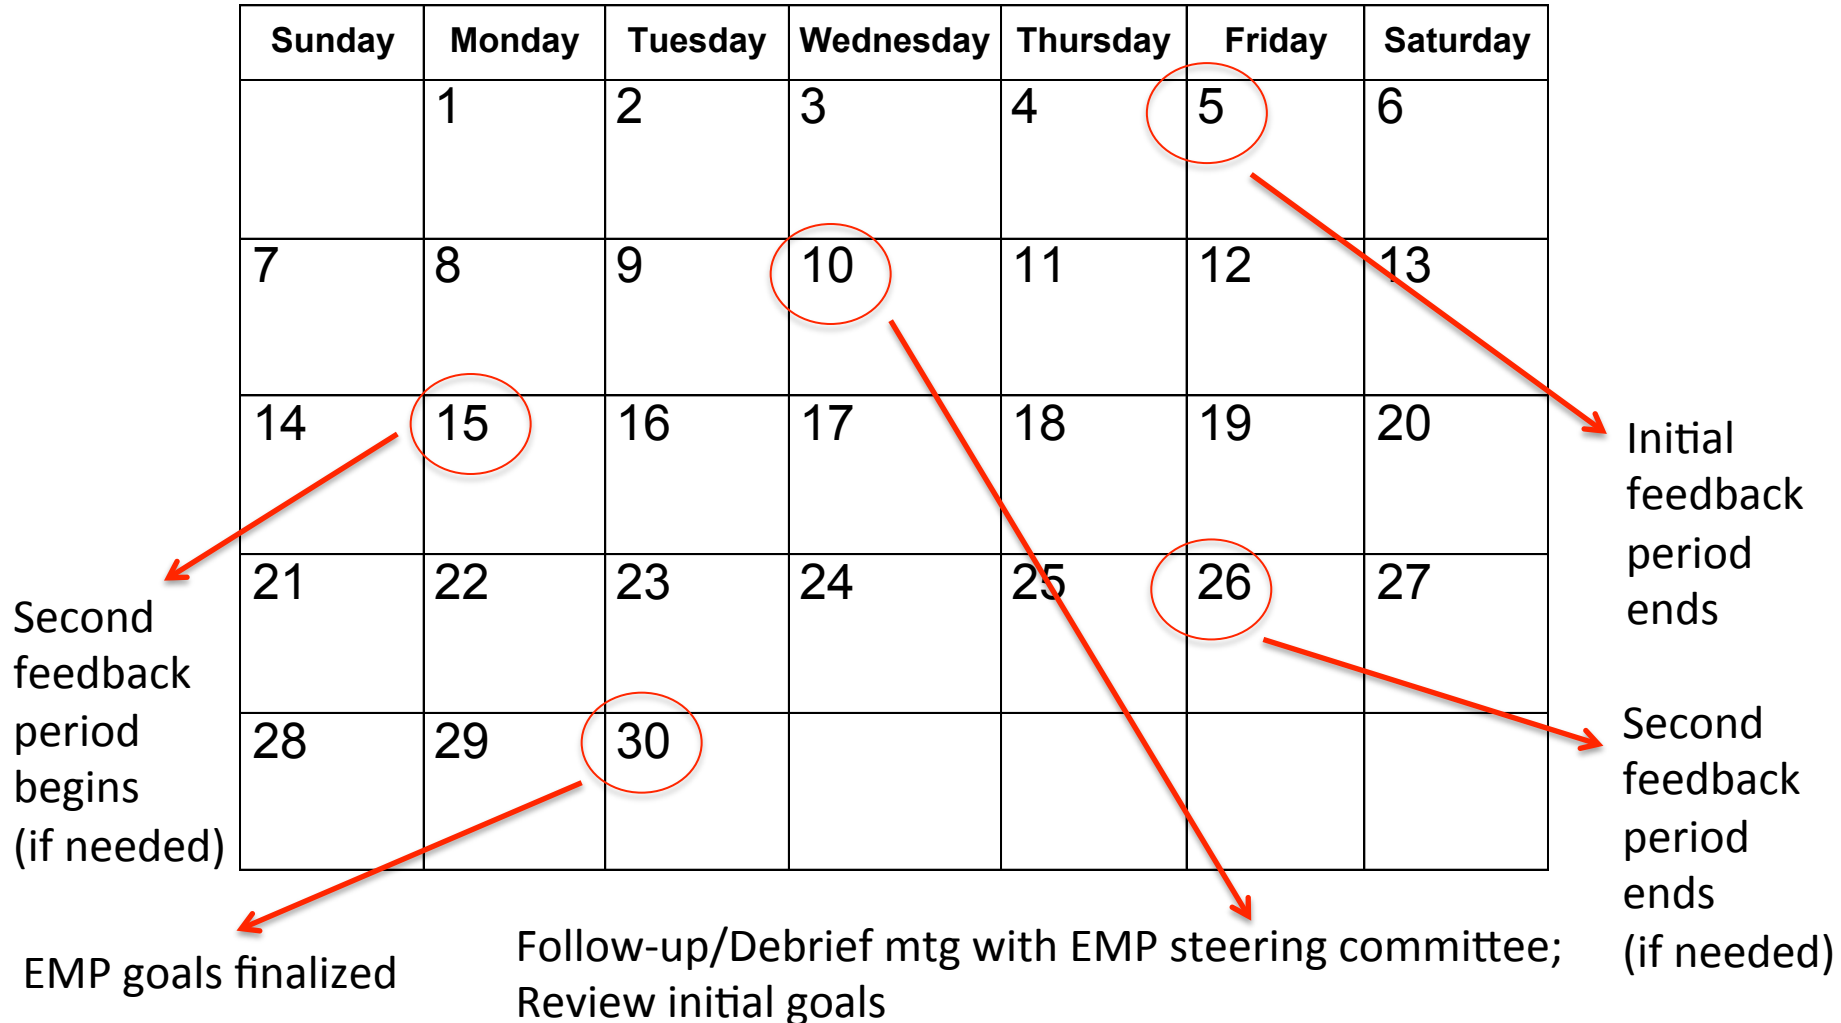 Sunday Monday Tuesday Wednesday Thursday Friday Saturday
1 2 3 4 5 6
7 8 9 10 11 12 13
14 15 16 17 18 19 20
21 22 23 24 25 26 27
28 29 30
Initial
feedback
period
ends
Second
feedback
period
begins
(if needed)
Second
feedback
period
ends
(if needed)
EMP goals finalized
Follow-up/Debrief mtg with EMP steering committee;
Review initial goals